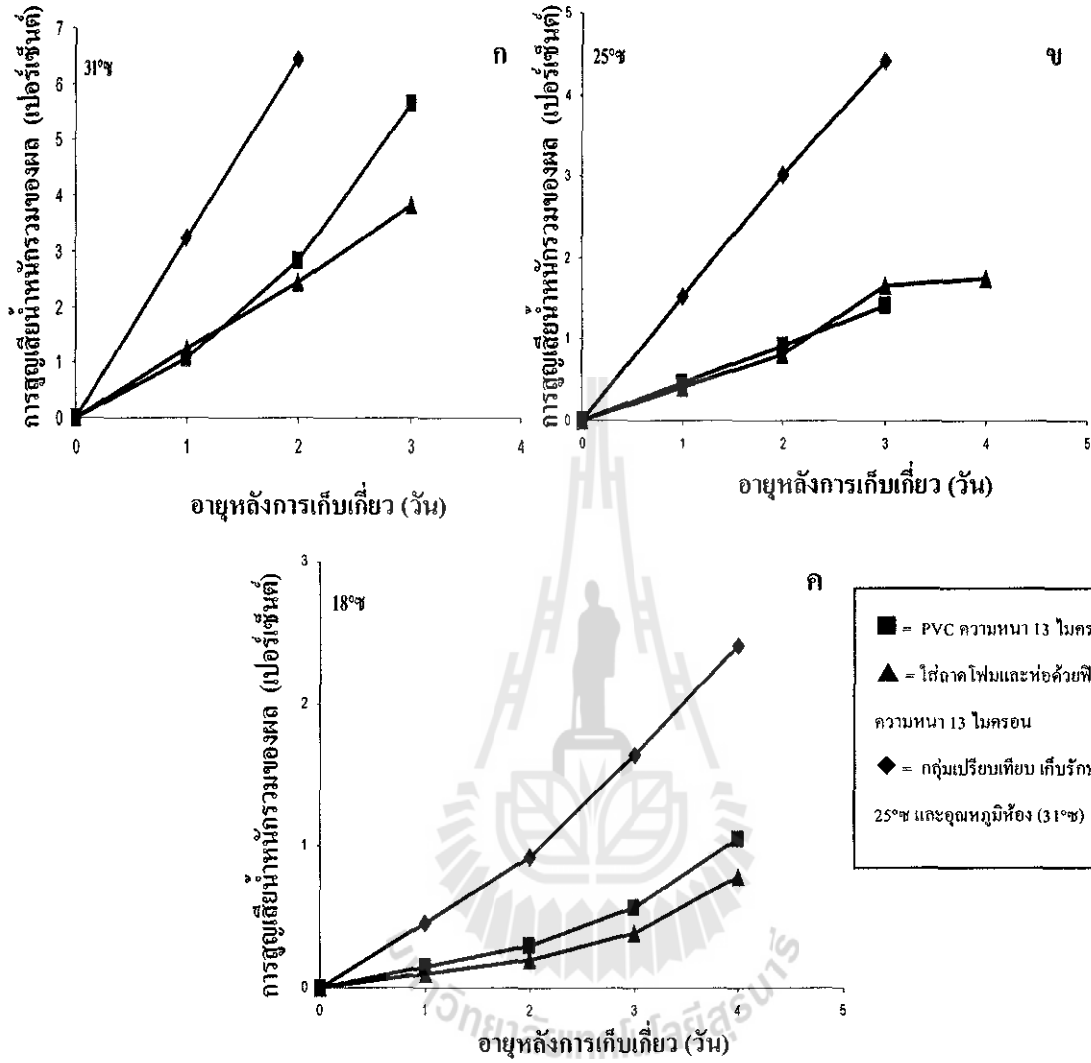 การสูญเสียน้ำหนักรวมของผล (เปอร์เซ็นต์)
7
6
5
4
3
2
1
0
31°ซ
ก
0 1 2 3 4
อายุหลังการเก็บเกี่ยว (วัน)
การสูญเสียน้ำหนักรวมของผล (เปอร์เซ็นต์)
5
4
3
2
1
0
25°ซ
ข
0 1 2 3 4 5
อายุหลังการเก็บเกี่ยว (วัน)
การสูญเสียน้ำหนักรวมของผล (เปอร์เซ็นต์)
3
2
1
0
18°ซ
ค
0 1 2 3 4 5
อายุหลังการเก็บเกี่ยว (วัน)
= PVC ความหนา 13 ไมคร
= ใส่ถาดโฟมและห่อด้วยฟิ
ความหนา 13 ไมครอน
= กลุ่มเปรียบเทียบ เก็บรักษ
25°ซ และอุณหภูมิห้อง (31°ซ)